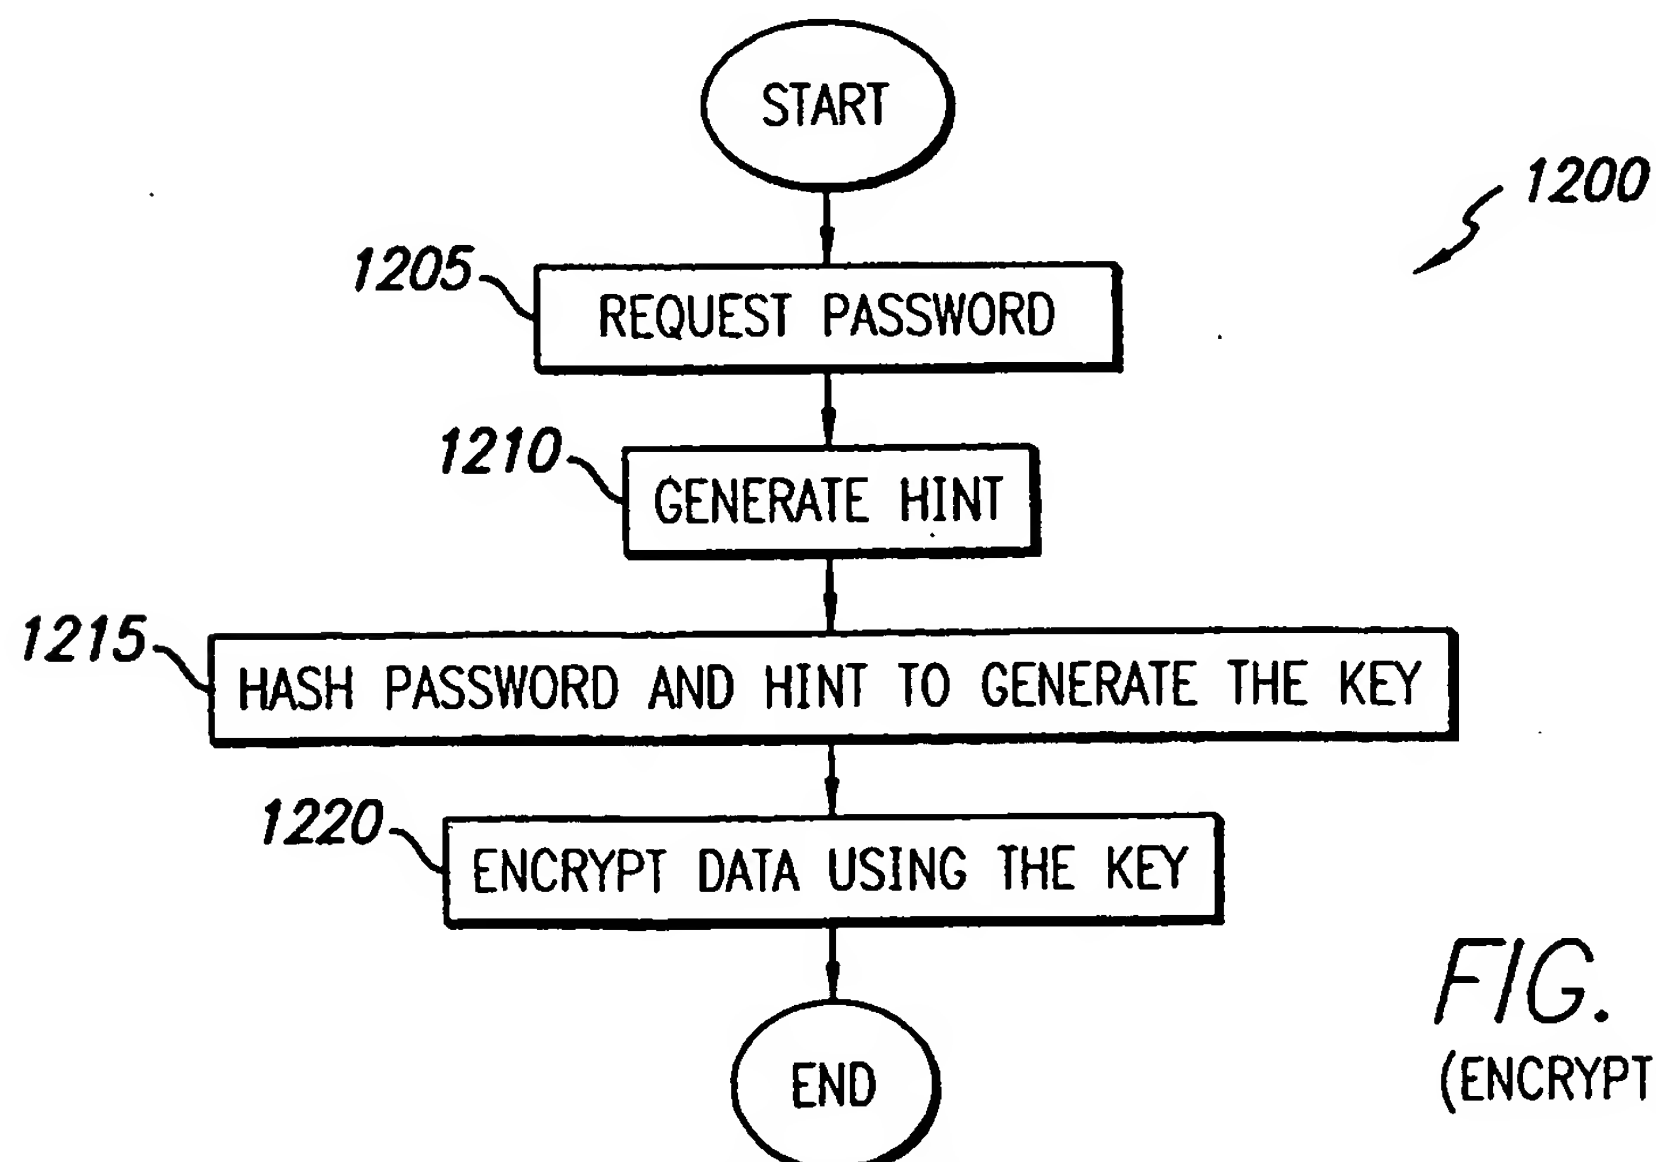 START
1200
1205
REQUEST PASSWORD
1210
GENERATE HINT
1215
HASH PASSWORD AND HINT TO GENERATE THE KEY
1220
ENCRYPT DATA USING THE KEY
FIG.
(ENCRYPT
END